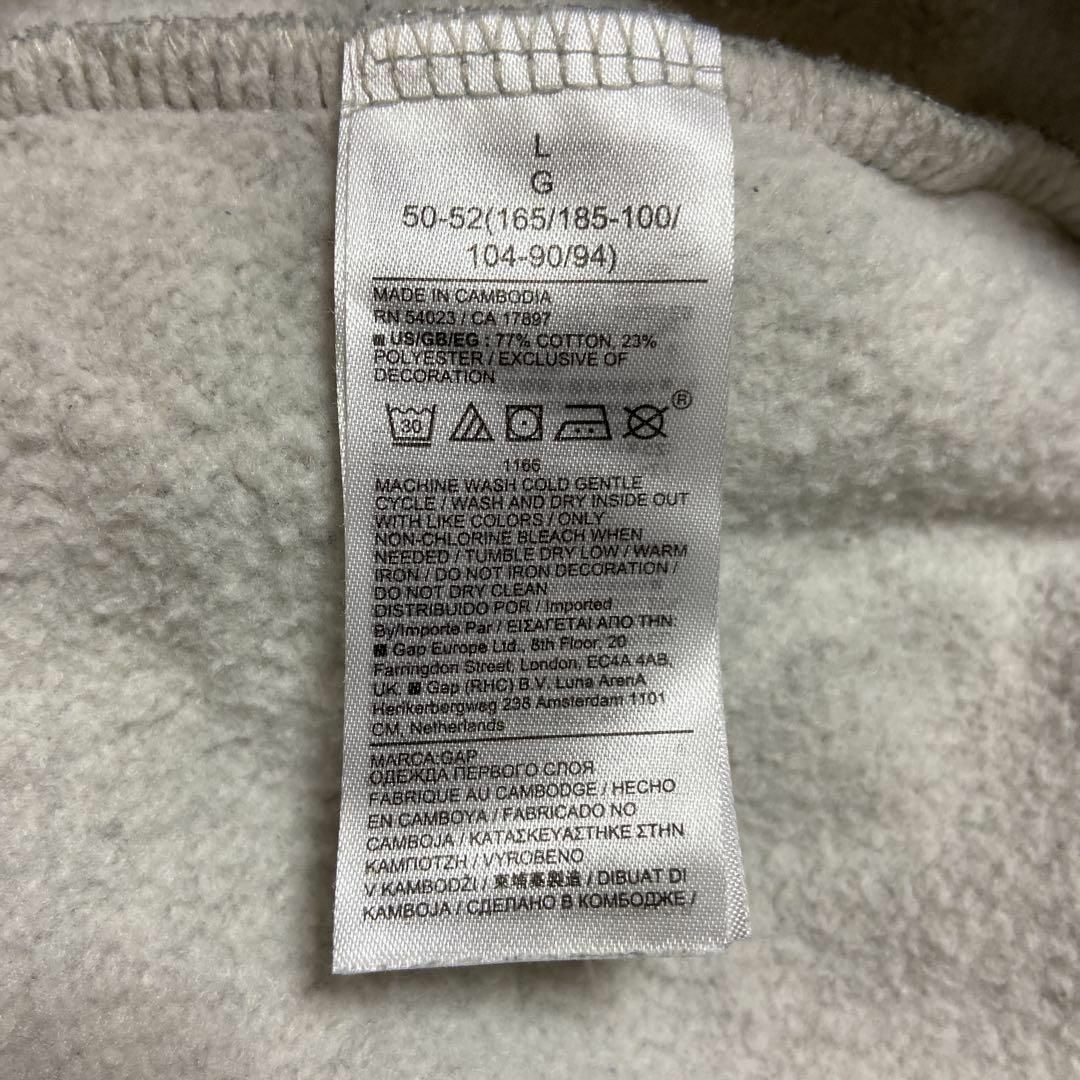 L
G
50-52(165/185-100/
104-90/94)
MADE IN CAMBODIA
RN 54023 / CA 17897
US/GB/EG : 77% COTTON, 23%
POLYESTER / EXCLUSIVE OF
DECORATION
30 ®
1166
MACHINE WASH COLD GENTLE
CYCLE / WASH AND DRY INSIDE OUT
WITH LIKE COLORS / ONLY
NON-CHLORINE BLEACH WHEN
NEEDED / TUMBLE DRY LOW / WARM
IRON / DO NOT IRON DECORATION /
DO NOT DRY CLEAN
DISTRIBUIDO POR / Imported
By/Importe Par / ΕΙΣΑΓΕΤΑΙ ΑΠΟ ΤΗΝ:
Gap Europe Ltd., 8th Floor, 20
Farringdon Street, London, EC4A 4AB,
UK, Gap (RHC) B.V. Luna ArenA
Herikerbergweg 238 Amsterdam 1101
CM, Netherlands
MARCA:GAP
ОДЕЖДА ПЕРВОГО СЛОЯ
FABRIQUE AU CAMBODGE / HECHO
EN CAMBOYA / FABRICADO NO
CAMBOJA / ΚΑΤΑΣΚΕΥΑΣΤΗΚΕ ΣΤΗΝ
ΚΑΜΠΟΤΖΗ / VYROBENO
V KAMBODŽI / 柬埔寨製造 / DIBUAT DI
KAMBOJA / СДЕЛАНО В КОМБОДЖЕ /